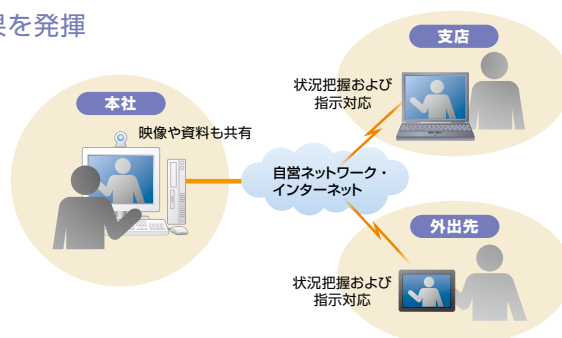 果を発揮
支店
状況把握および
指示対応
本社
映像や資料も共有
自営ネットワーク・
インターネット
外出先
状況把握および
指示対応